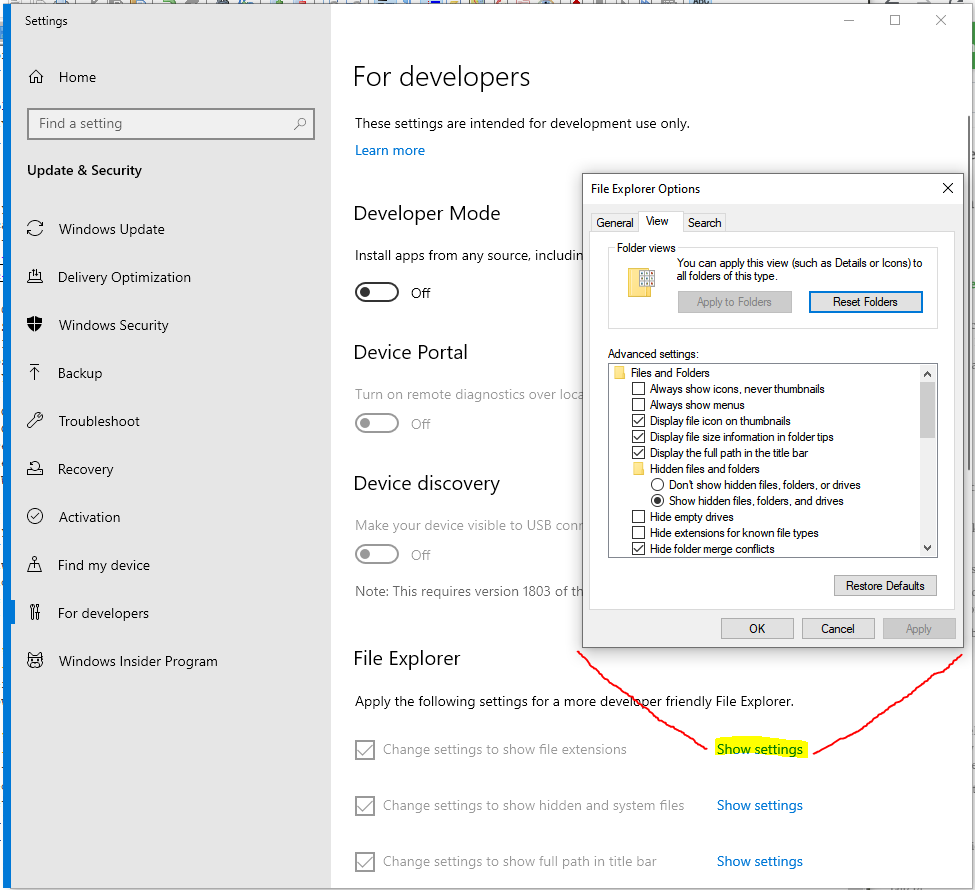 Settings
Home
Find a setting
Update & Security
Windows Update
Delivery Optimization
Windows Security
Backup
Troubleshoot
Recovery
Activation
Find my device
For developers
Windows Insider Program
For developers
These settings are intended for development use only.
Learn more
Developer Mode
Install apps from any source, includin
Off
Device Portal
Turn on remote diagnostics over loca
Off
Device discovery
Make your device visible to USB conn
Off
Note: This requires version 1803 of th
File Explorer
Apply the following settings for a more developer friendly File Explorer.
Change settings to show file extensions
Show settings
Change settings to show hidden and system files
Show settings
Change settings to show full path in title bar
Show settings
File Explorer Options
General
View
Search
Folder views
You can apply this view (such as Details or Icons) to
all folders of this type.
Apply to Folders
Reset Folders
Advanced settings:
Files and Folders
Always show icons, never thumbnails
Always show menus
Display file icon on thumbnails
Display file size information in folder tips
Display the full path in the title bar
Hidden files and folders
Don't show hidden files, folders, or drives
Show hidden files, folders, and drives
Hide empty drives
Hide extensions for known file types
Hide folder merge conflicts
Restore Defaults
OK
Cancel
Apply